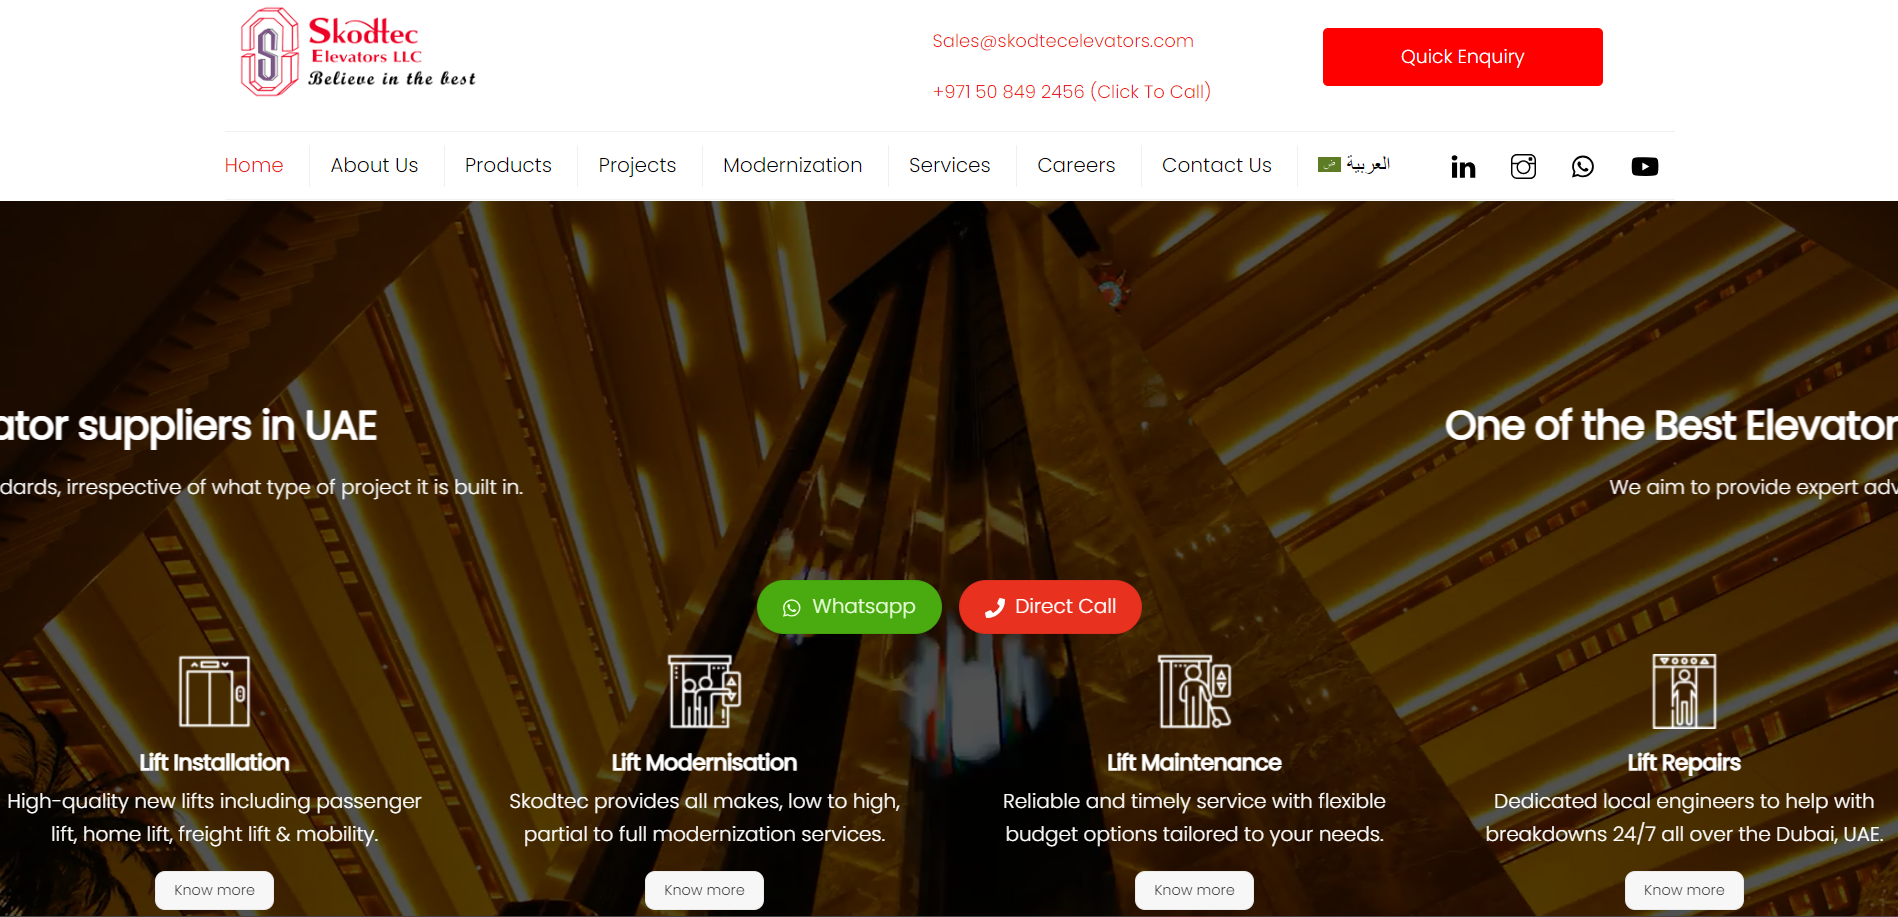 Skodtec
Elevators LLC
Believe in the best
Sales@skodtecelevators.com
+971 50 849 2456 (Click To Call)
Quick Enquiry
Home
About Us
Products
Projects
Modernization
Services
Careers
Contact Us
العربية
ator suppliers in UAE
One of the Best Elevator
dards, irrespective of what type of project it is built in.
We aim to provide expert adv
Whatsapp
Direct Call
Lift Installation
High-quality new lifts including passenger
lift, home lift, freight lift & mobility.
Know more
Lift Modernisation
Skodtec provides all makes, low to high,
partial to full modernization services.
Know more
Lift Maintenance
Reliable and timely service with flexible
budget options tailored to your needs.
Know more
Lift Repairs
Dedicated local engineers to help with
breakdowns 24/7 all over the Dubai, UAE.
Know more